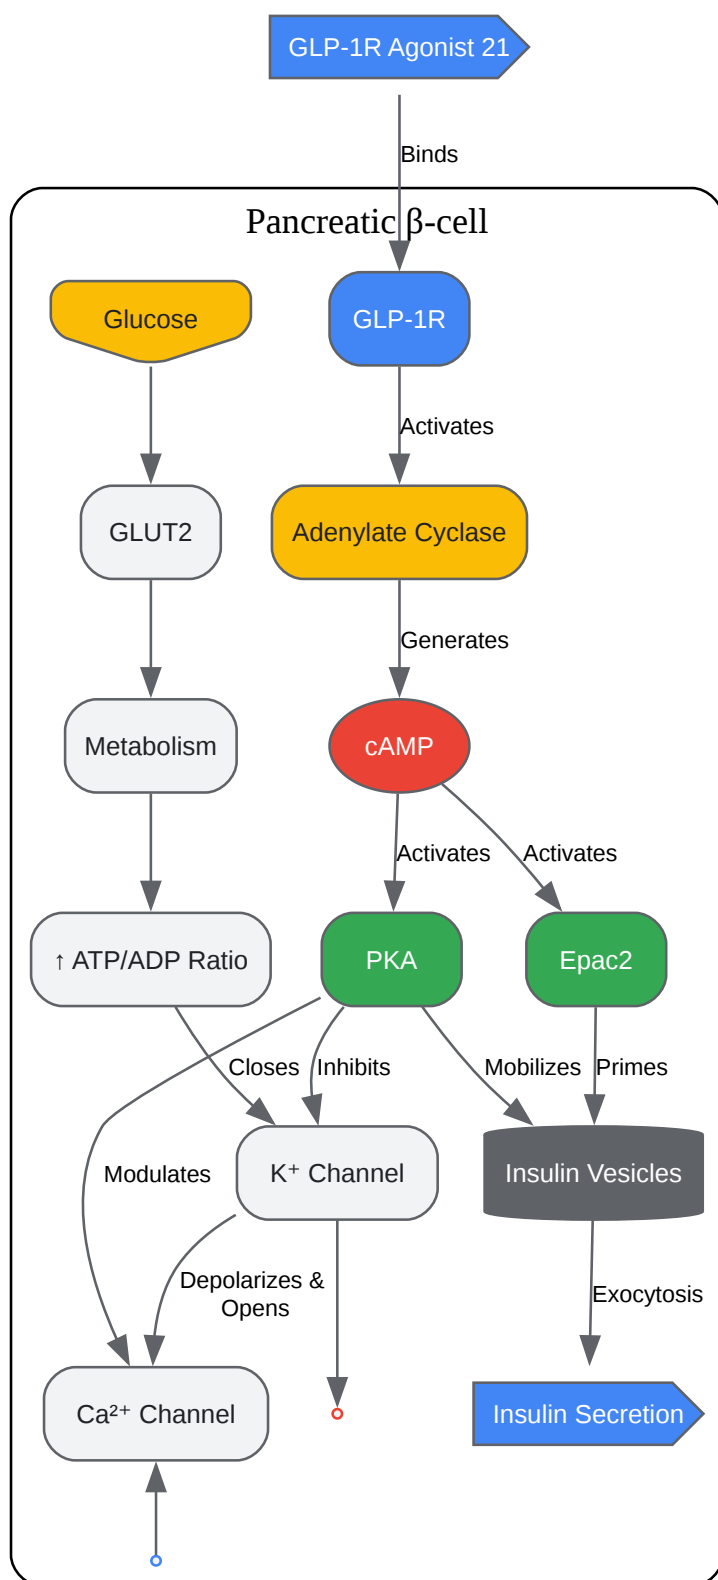 GLP-1R Agonist 21
Binds
Pancreatic β-cell
Glucose
GLP-1R
Activates
GLUT2
Adenylate Cyclase
Generates
Metabolism
cAMP
Activates
Activates
↑ ATP/ADP Ratio
PKA
Epac2
Closes
Inhibits
Mobilizes
Primes
Modulates
K⁺ Channel
Insulin Vesicles
Depolarizes &
Opens
Exocytosis
Ca²⁺ Channel
Insulin Secretion